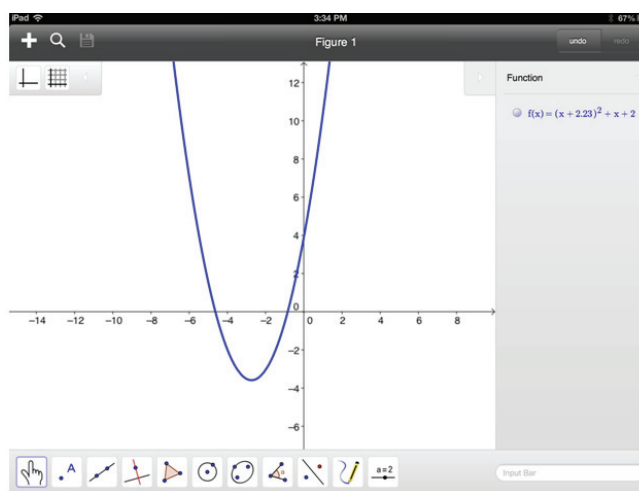 iPad 3:34 PM 67%
Figure 1 undo redo
Function
f(x) = (x + 2.23)² + x + 2
12
10
8
6
4
2
0
−14 −12 −10 −8 −6 −4 −2 0 2 4 6 8
−2
−4
−6
A
a=2
Input Bar